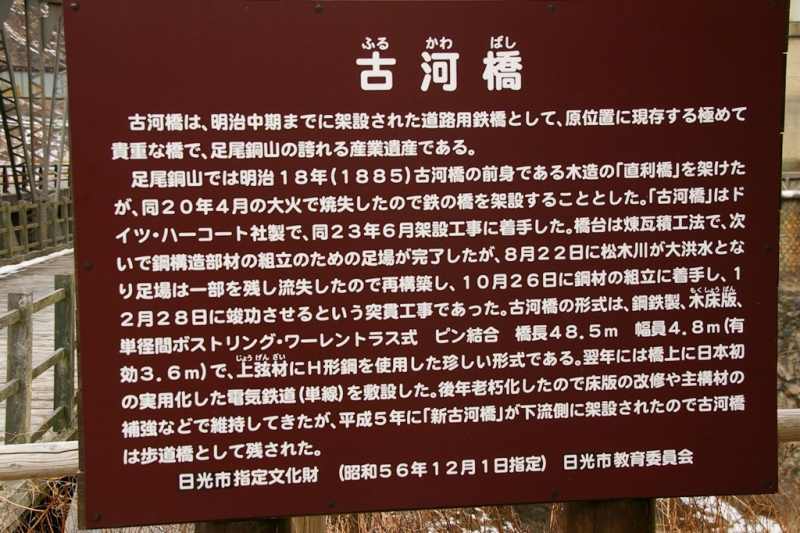 ふる かわ ばし
古河橋
古河橋は、明治中期までに架設された道路用鉄橋として、原位置に現存する極めて
貴重な橋で、足尾銅山の誇れる産業遺産である。
足尾銅山では明治18年(1885)古河橋の前身である木造の「直利橋」を架けた
が、同20年4月の大火で焼失したので鉄の橋を架設することとした。「古河橋」はド
イツ・ハーコート社製で、同23年6月架設工事に着手した。橋台は煉瓦積工法で、次
いで鋼構造部材の組立のための足場が完了したが、8月22日に松木川が大洪水とな
り足場は一部を残し流失したので再構築し、10月26日に鋼材の組立に着手し、1
もくしょうばん
2月28日に竣功させるという突貫工事であった。古河橋の形式は、鋼鉄製、木床版、
単径間ボストリング・ワーレントラス式 ピン結合 橋長48.5m 幅員4.8m(有
じょうげんざい
効3.6m)で、上弦材にH形鋼を使用した珍しい形式である。翌年には橋上に日本初
の実用化した電気鉄道(単線)を敷設した。後年老朽化したので床版の改修や主構材の
補強などで維持してきたが、平成5年に「新古河橋」が下流側に架設されたので古河橋
は歩道橋として残された。
日光市指定文化財 (昭和56年12月1日指定) 日光市教育委員会